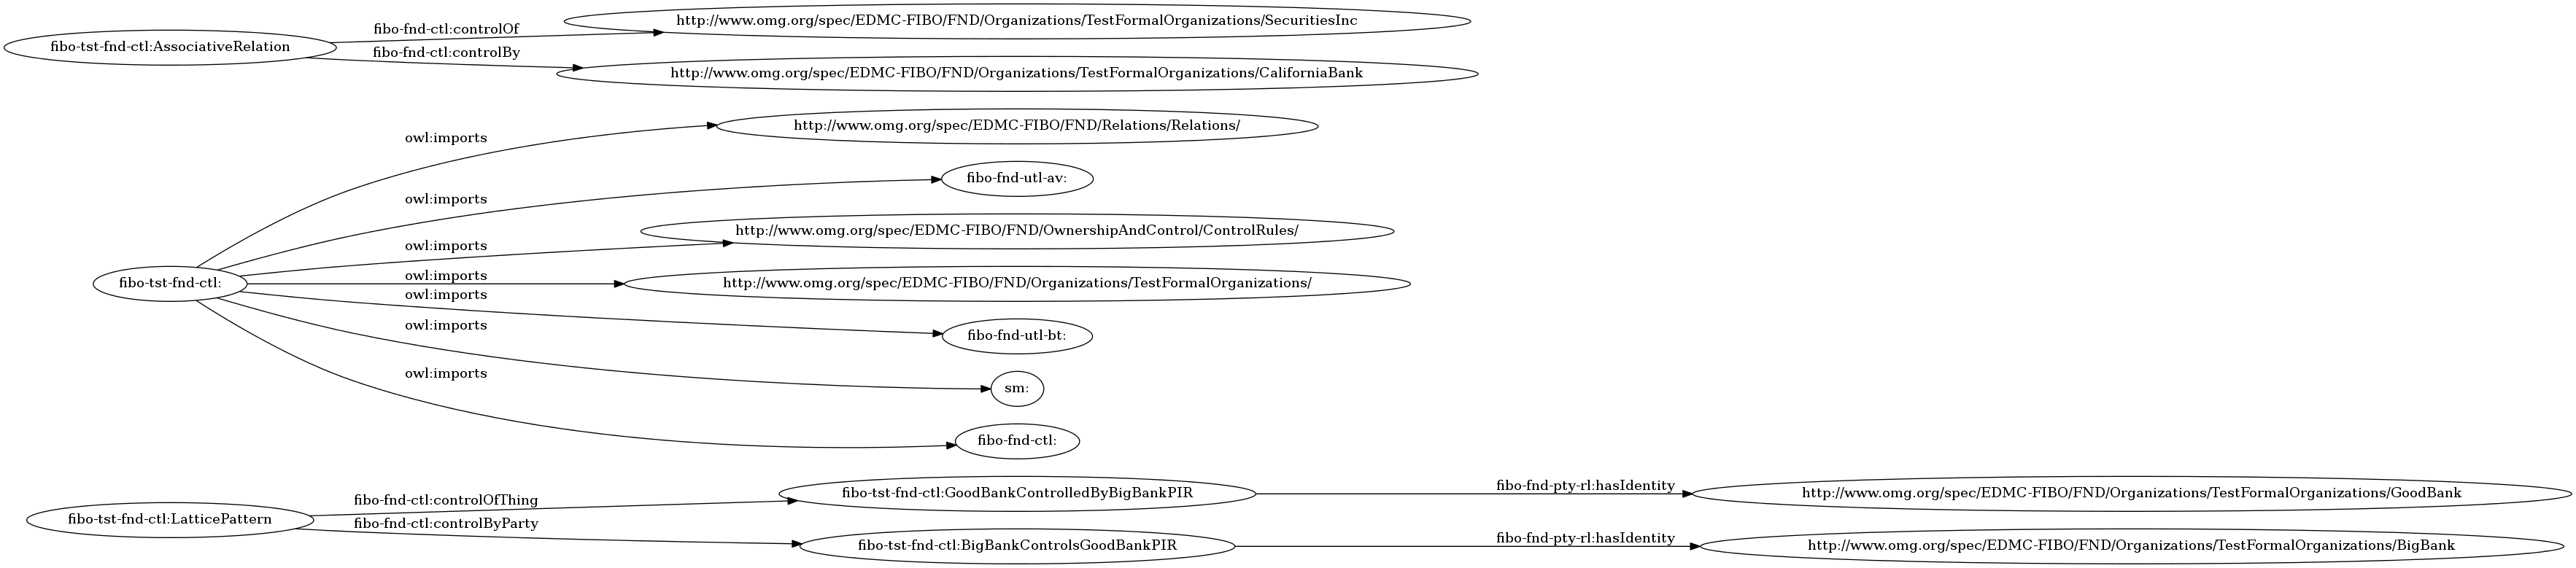 fibo-tst-fnd-ctl:AssociativeRelation
fibo-fnd-ctl:controlOf
http://www.omg.org/spec/EDMC-FIBO/FND/Organizations/TestFormalOrganizations/SecuritiesInc
fibo-fnd-ctl:controlBy
http://www.omg.org/spec/EDMC-FIBO/FND/Organizations/TestFormalOrganizations/CaliforniaBank
fibo-tst-fnd-ctl:
owl:imports
http://www.omg.org/spec/EDMC-FIBO/FND/Relations/Relations/
owl:imports
fibo-fnd-utl-av:
owl:imports
http://www.omg.org/spec/EDMC-FIBO/FND/OwnershipAndControl/ControlRules/
owl:imports
http://www.omg.org/spec/EDMC-FIBO/FND/Organizations/TestFormalOrganizations/
owl:imports
fibo-fnd-utl-bt:
owl:imports
sm:
owl:imports
fibo-fnd-ctl:
fibo-tst-fnd-ctl:LatticePattern
fibo-fnd-ctl:controlOfThing
fibo-tst-fnd-ctl:GoodBankControlledByBigBankPIR
fibo-fnd-pty-rl:hasIdentity
http://www.omg.org/spec/EDMC-FIBO/FND/Organizations/TestFormalOrganizations/GoodBank
fibo-fnd-ctl:controlByParty
fibo-tst-fnd-ctl:BigBankControlsGoodBankPIR
fibo-fnd-pty-rl:hasIdentity
http://www.omg.org/spec/EDMC-FIBO/FND/Organizations/TestFormalOrganizations/BigBank